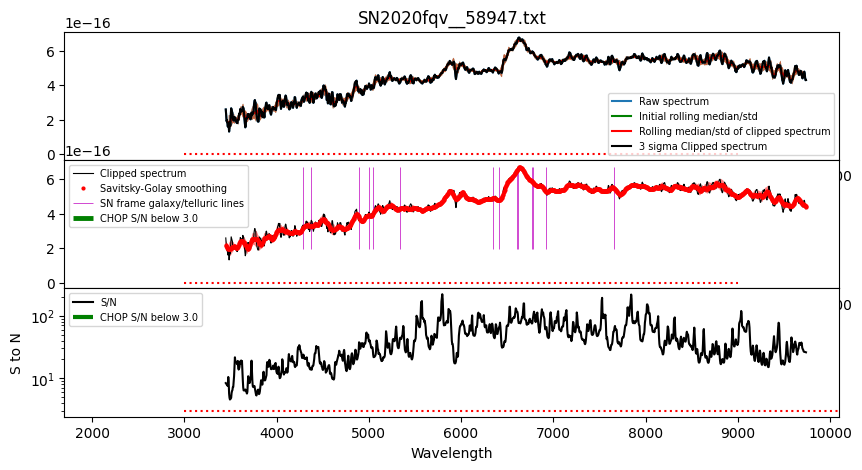 SN2020fqv__58947.txt
1e−16
6
4
2
0
Raw spectrum
Initial rolling median/std
Rolling median/std of clipped spectrum
3 sigma Clipped spectrum
1e−16
6
4
2
0
Clipped spectrum
Savitsky-Golay smoothing
SN frame galaxy/telluric lines
CHOP S/N below 3.0
S to N
10²
10¹
S/N
CHOP S/N below 3.0
2000 3000 4000 5000 6000 7000 8000 9000 10000
Wavelength